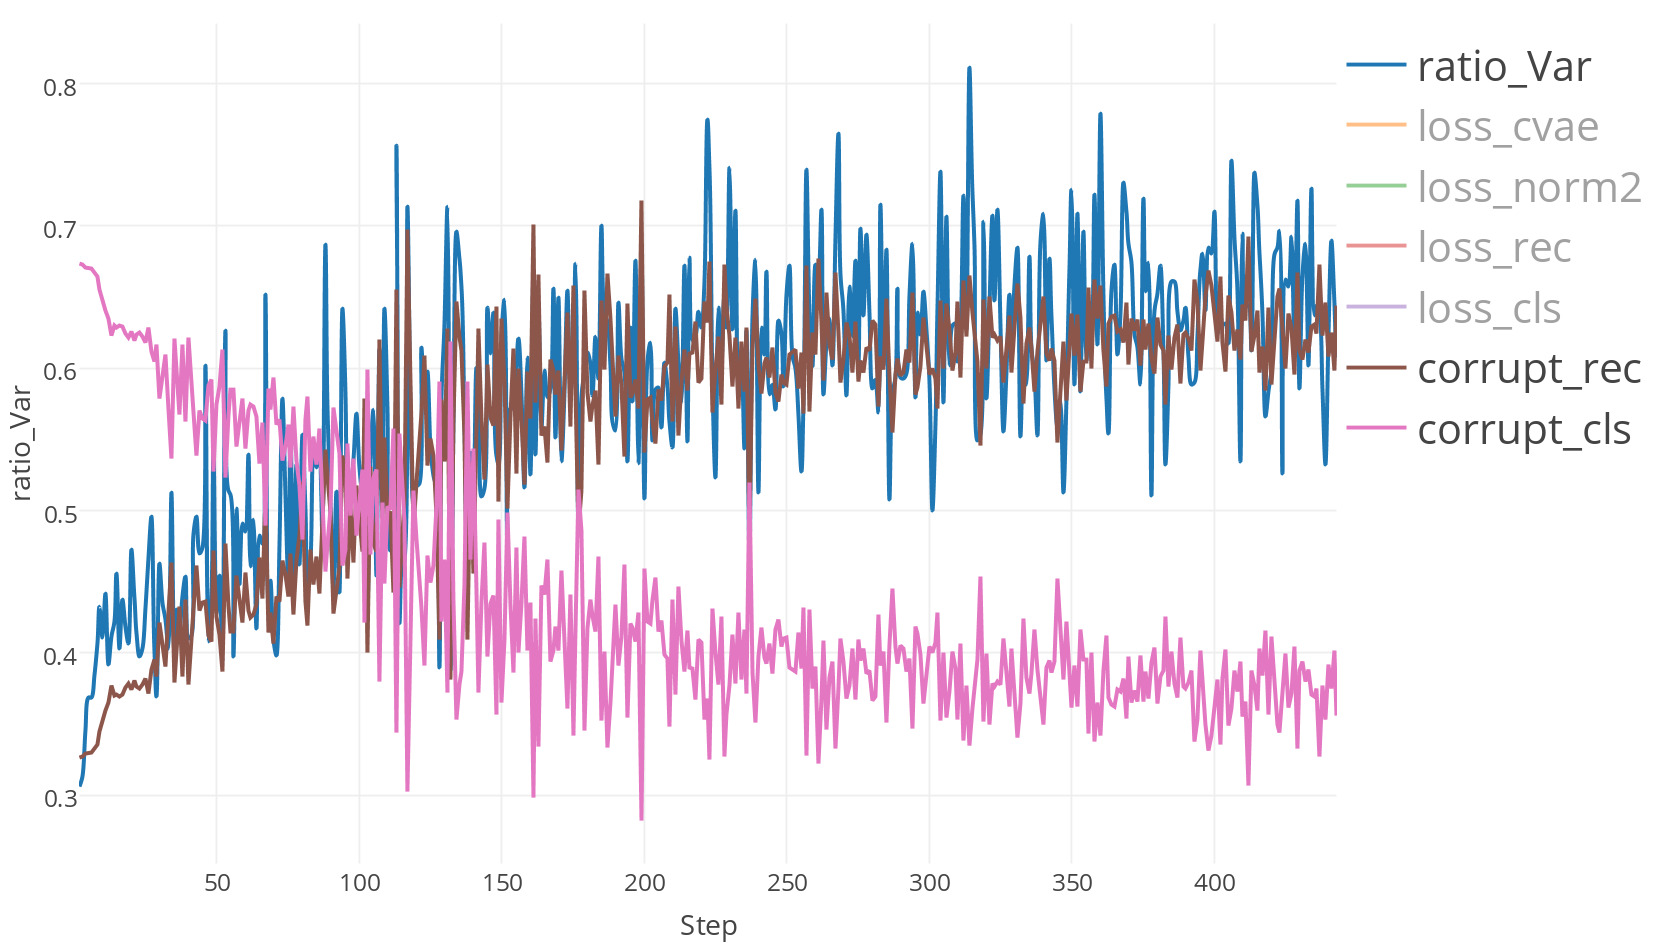 ratio_Var
loss_cvae
loss_norm2
loss_rec
loss_cls
corrupt_rec
corrupt_cls
0.8
0.7
0.6
0.5
0.4
0.3
ratio_Var
50
100
150
200
250
300
350
400
Step